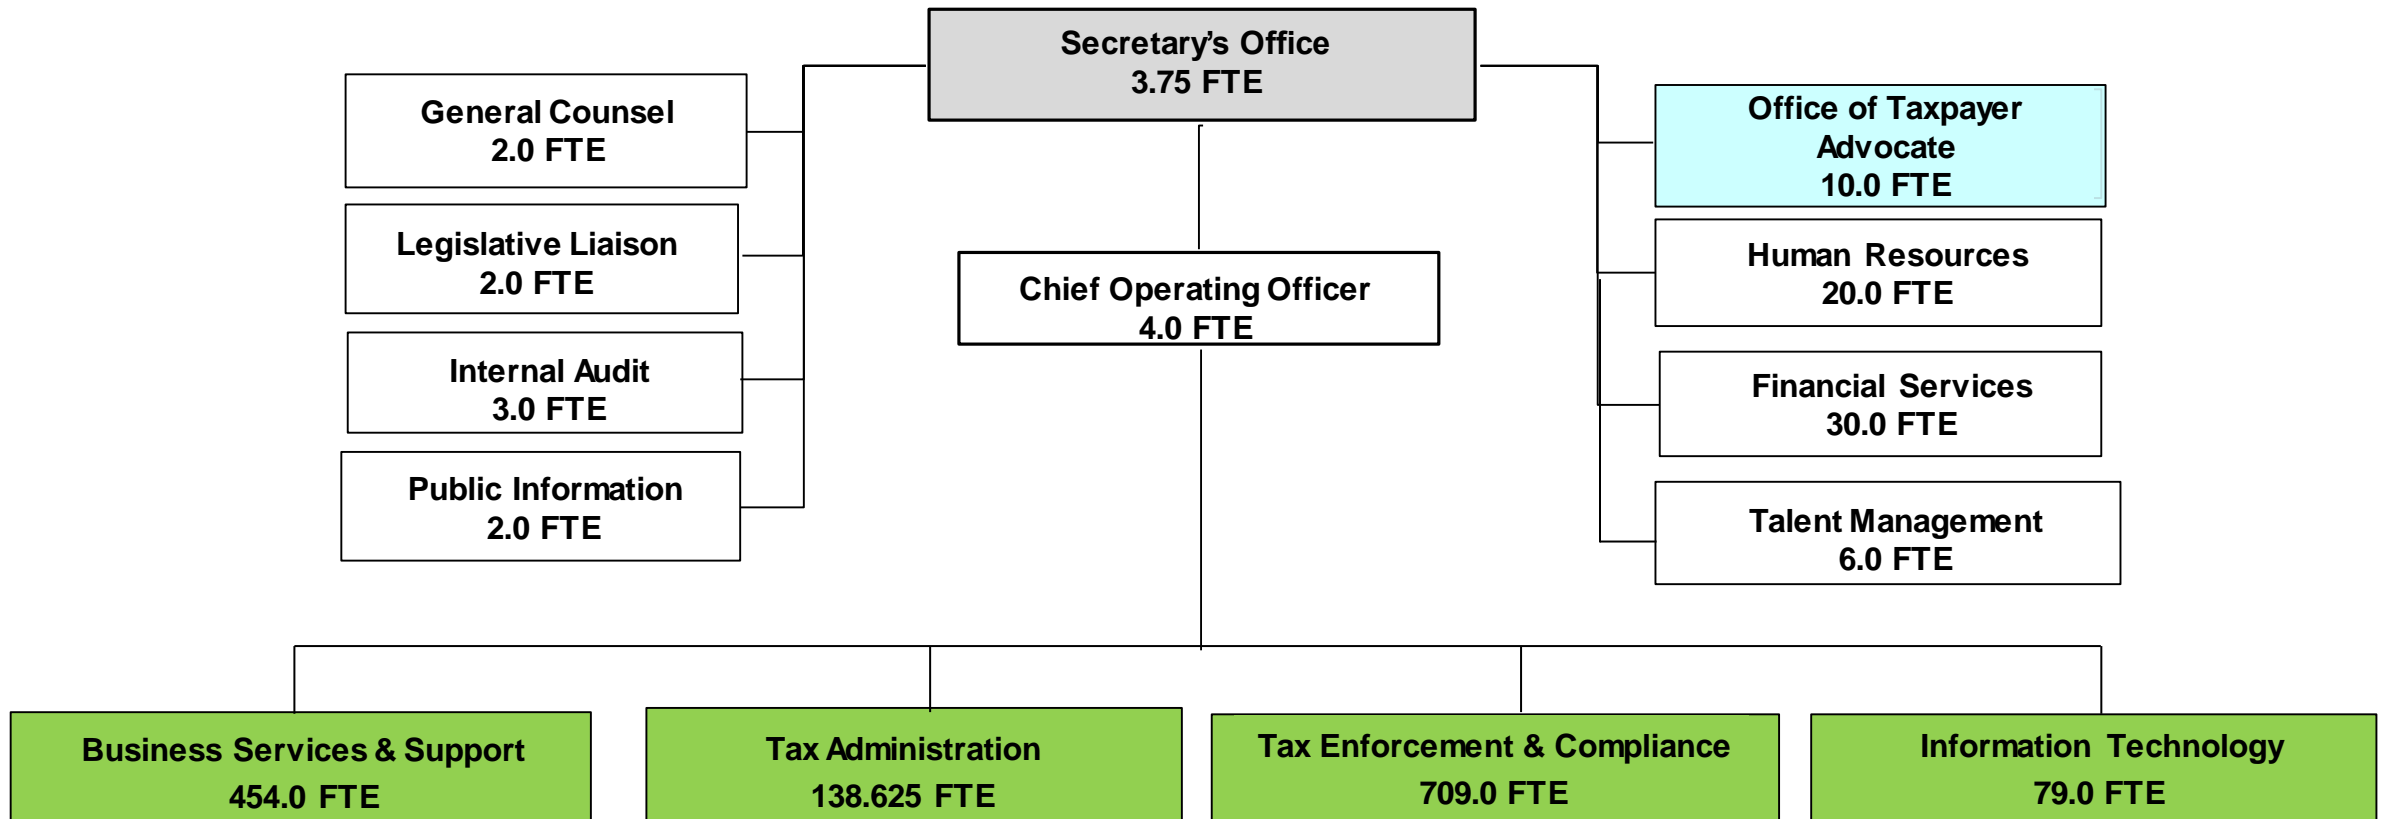 Secretary’s Office
3.75 FTE
General Counsel
2.0 FTE
Legislative Liaison
2.0 FTE
Internal Audit
3.0 FTE
Public Information
2.0 FTE
Chief Operating Officer
4.0 FTE
Office of Taxpayer
Advocate
10.0 FTE
Human Resources
20.0 FTE
Financial Services
30.0 FTE
Talent Management
6.0 FTE
Business Services & Support
454.0 FTE
Tax Administration
138.625 FTE
Tax Enforcement & Compliance
709.0 FTE
Information Technology
79.0 FTE